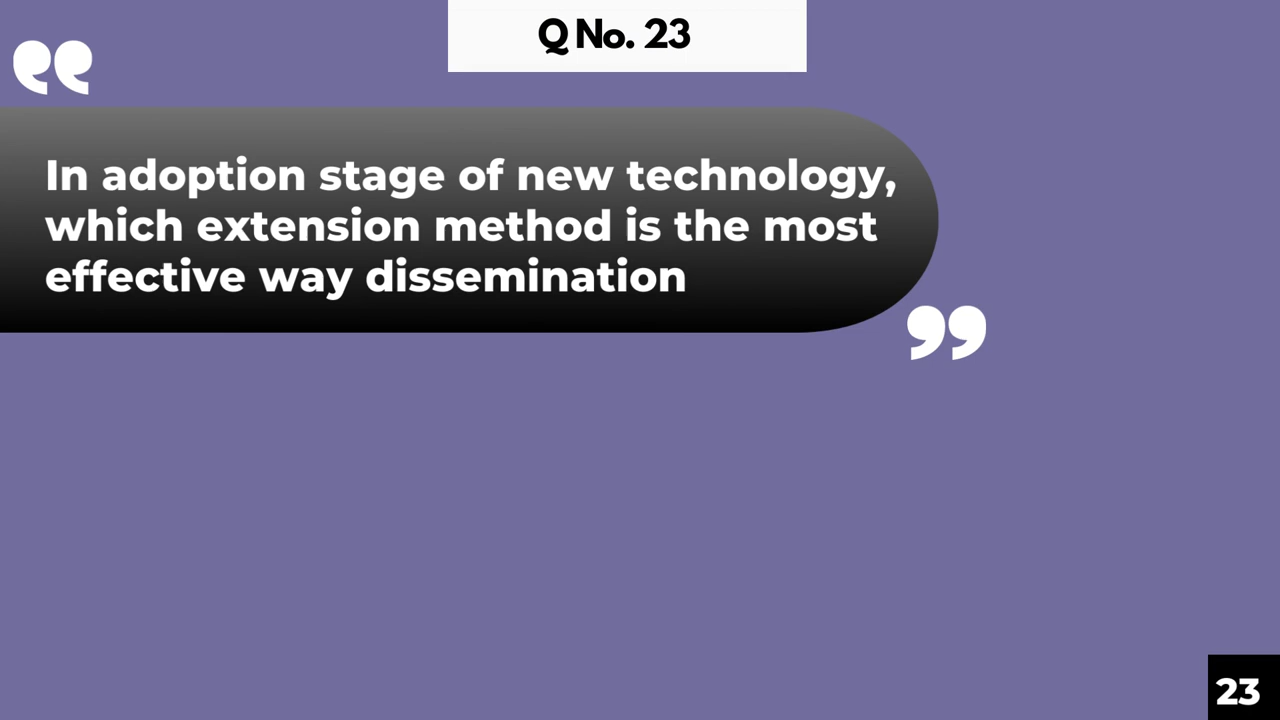 Q No. 23
“
In adoption stage of new technology,
which extension method is the most
effective way dissemination
”
23